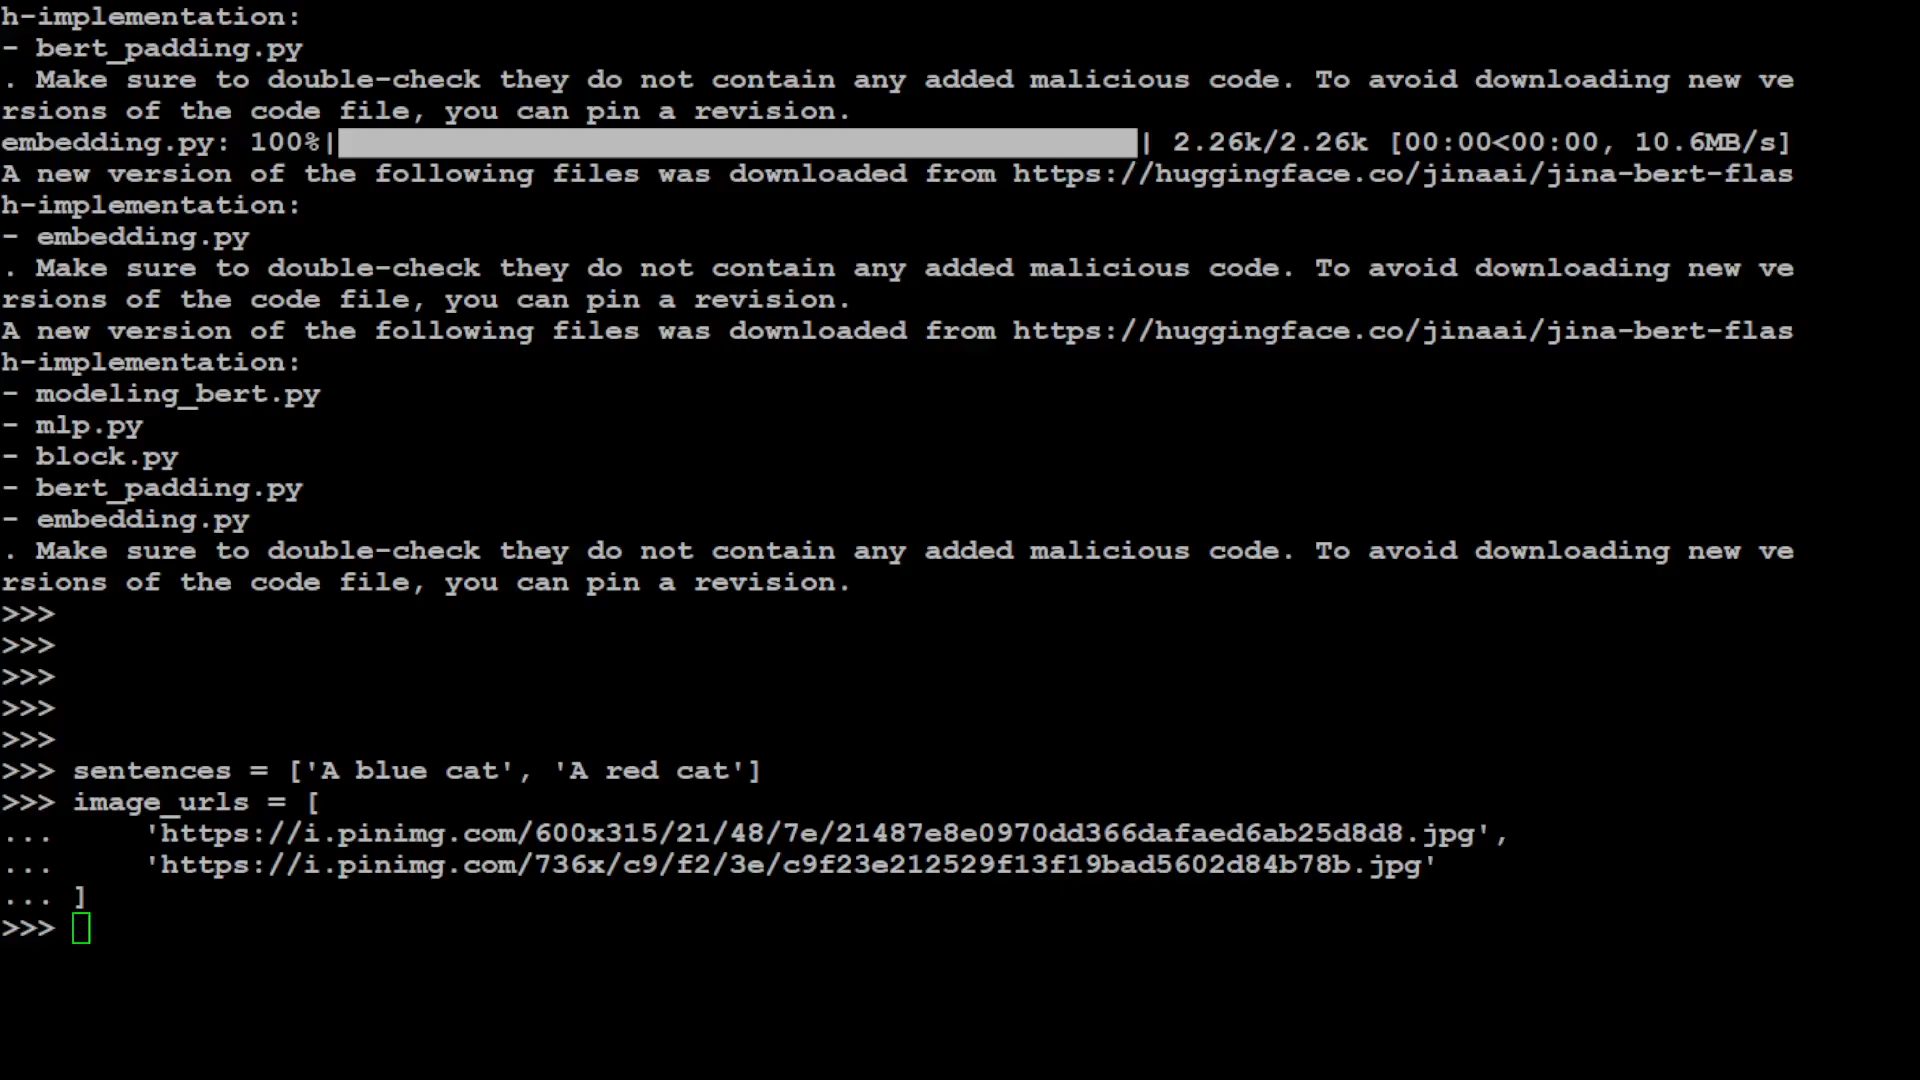 h-implementation:
- bert_padding.py
. Make sure to double-check they do not contain any added malicious code. To avoid downloading new ve
rsions of the code file, you can pin a revision.
embedding.py: 100%|██████████| 2.26k/2.26k [00:00<00:00, 10.6MB/s]
A new version of the following files was downloaded from https://huggingface.co/jinaai/jina-bert-flas
h-implementation:
- embedding.py
. Make sure to double-check they do not contain any added malicious code. To avoid downloading new ve
rsions of the code file, you can pin a revision.
A new version of the following files was downloaded from https://huggingface.co/jinaai/jina-bert-flas
h-implementation:
- modeling_bert.py
- mlp.py
- block.py
- bert_padding.py
- embedding.py
. Make sure to double-check they do not contain any added malicious code. To avoid downloading new ve
rsions of the code file, you can pin a revision.
>>>
>>>
>>>
>>>
>>>
>>> sentences = ['A blue cat', 'A red cat']
>>> image_urls = [
...     'https://i.pinimg.com/600x315/21/48/7e/21487e8e0970dd366dafaed6ab25d8d8.jpg',
...     'https://i.pinimg.com/736x/c9/f2/3e/c9f23e212529f13f19bad5602d84b78b.jpg'
... ]
>>>